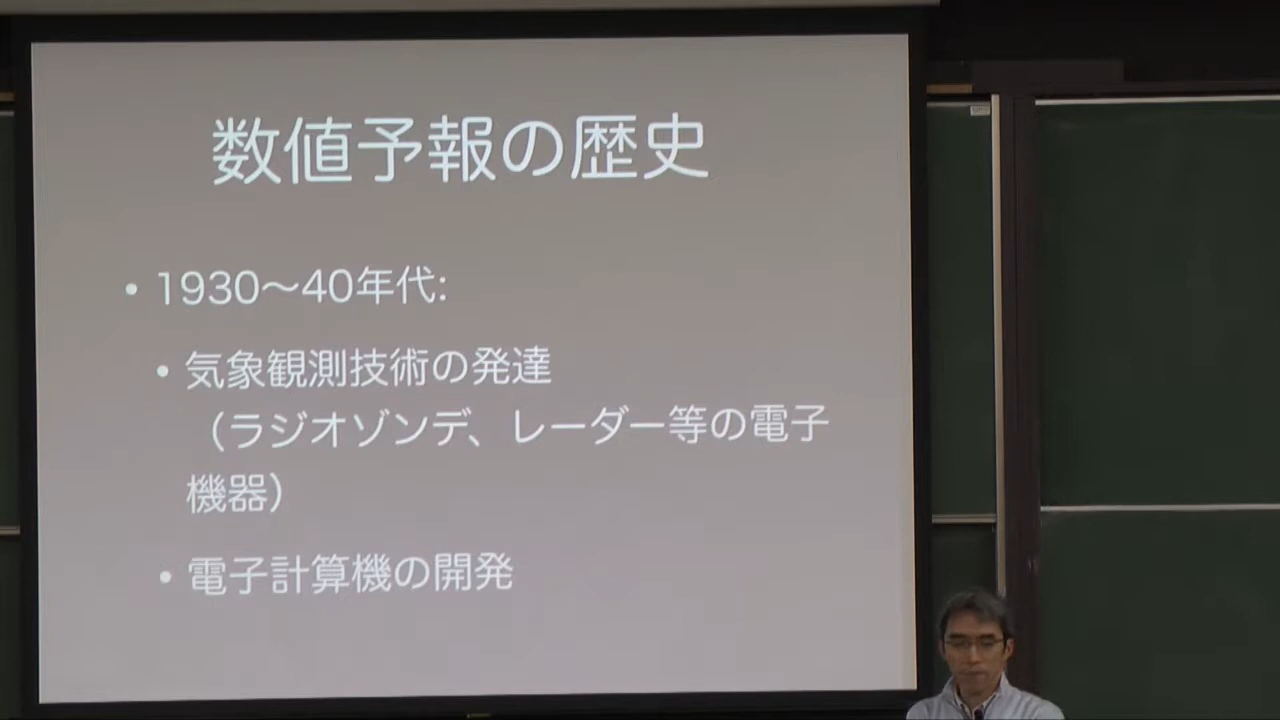 数値予報の歴史
• 1930〜40年代:
• 気象観測技術の発達
（ラジオゾンデ、レーダー等の電子
機器）
• 電子計算機の開発